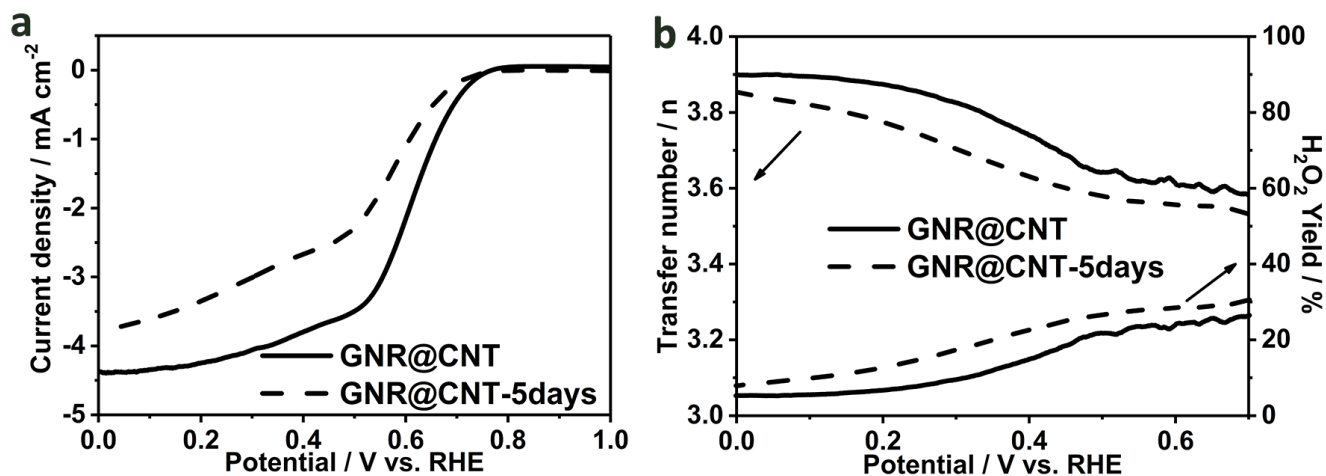 a
0
-1
-2
-3
-4
-5
Current density / mA cm⁻²
GNR@CNT
GNR@CNT-5days
0.0 0.2 0.4 0.6 0.8 1.0
Potential / V vs. RHE
b
4.0
3.8
3.6
3.4
3.2
3.0
Transfer number / n
GNR@CNT
GNR@CNT-5days
100
80
60
40
20
0
H₂O₂ Yield / %
0.0 0.2 0.4 0.6
Potential / V vs. RHE